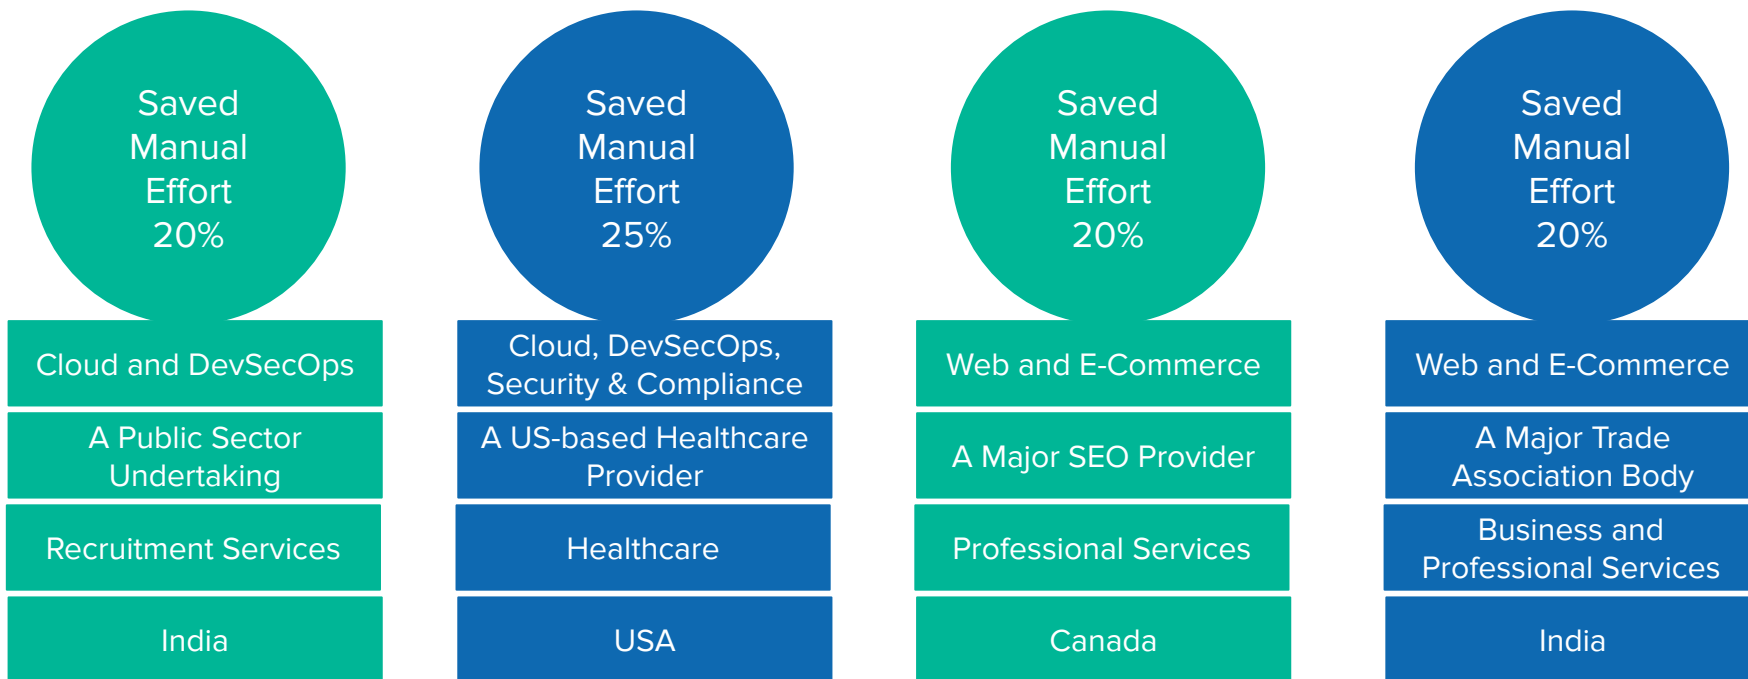 Saved
Manual
Effort
20%
Cloud and DevSecOps
A Public Sector
Undertaking
Recruitment Services
India
Saved
Manual
Effort
25%
Cloud, DevSecOps,
Security & Compliance
A US-based Healthcare
Provider
Healthcare
USA
Saved
Manual
Effort
20%
Web and E-Commerce
A Major SEO Provider
Professional Services
Canada
Saved
Manual
Effort
20%
Web and E-Commerce
A Major Trade
Association Body
Business and
Professional Services
India